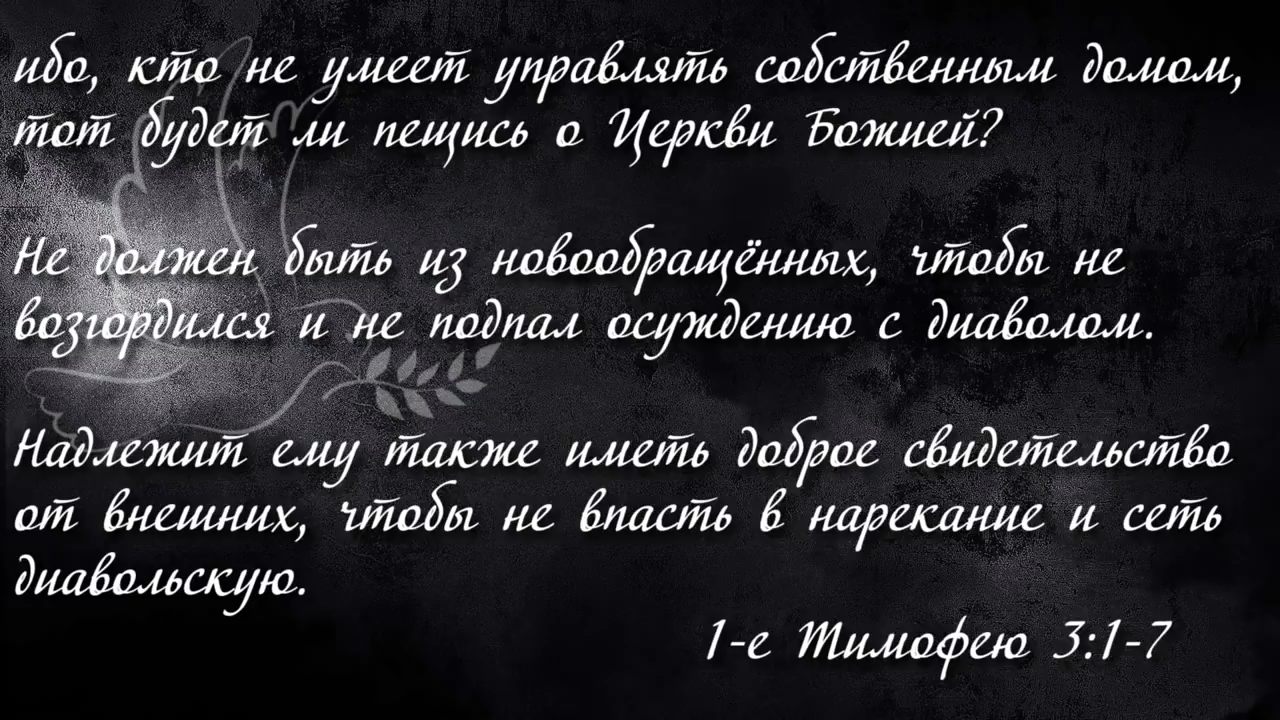 ибо, кто не умеет управлять собственным домом,
тот будет ли пещись о Церкви Божией?
Не должен быть из новообращённых, чтобы не
возгордился и не подпал осуждению с диаволом.
Надлежит ему также иметь доброе свидетельство
от внешних, чтобы не впасть в нарекание и сеть
диавольскую.
1-е Тимофею 3:1-7